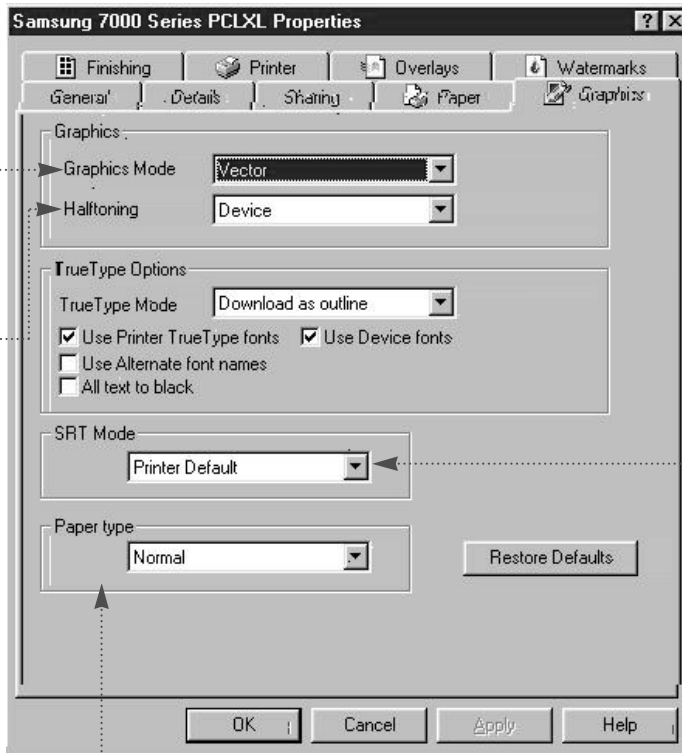 Samsung 7000 Series PCLXL Properties
Finishing Printer Overlays Watermarks
General Details Sharing Paper Graphics
Graphics
Graphics Mode Vector
Halftoning Device
TrueType Options
TrueType Mode Download as outline
Use Printer TrueType fonts Use Device fonts
Use Alternate font names
All text to black
SRT Mode
Printer Default
Paper type
Normal
Restore Defaults
OK Cancel Apply Help